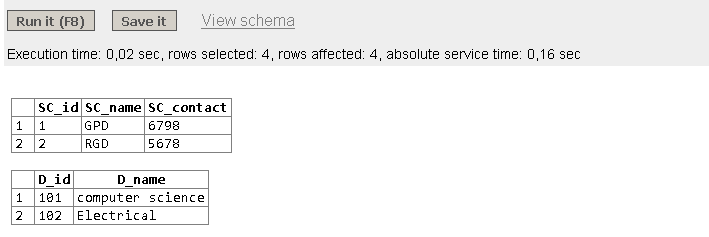 Run it (F8) Save it View schema
Execution time: 0,02 sec, rows selected: 4, rows affected: 4, absolute service time: 0,16 sec
SC_id SC_name SC_contact
1 1 GPD 6798
2 2 RGD 5678
D_id D_name
1 101 computer science
2 102 Electrical